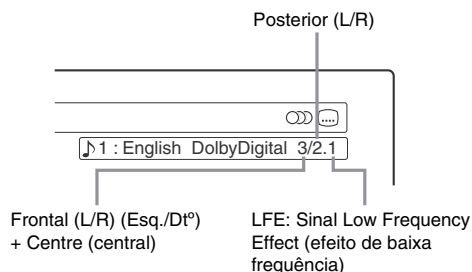 Posterior (L/R)
1 : English DolbyDigital 3/2.1
Frontal (L/R) (Esq./Dtº)
+ Centre (central)
LFE: Sinal Low Frequency
Effect (efeito de baixa
frequência)